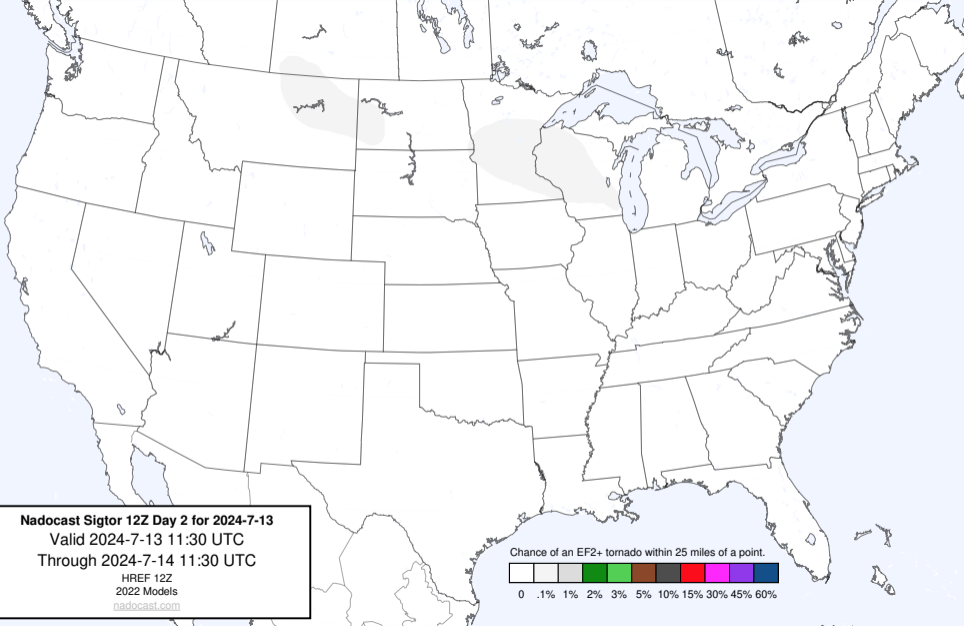 Nadocast Sigtor 12Z Day 2 for 2024-7-13
Valid 2024-7-13 11:30 UTC
Through 2024-7-14 11:30 UTC
HREF 12Z
2022 Models
nadocast.com
Chance of an EF2+ tornado within 25 miles of a point.
0 .1% 1% 2% 3% 5% 10% 15% 30% 45% 60%